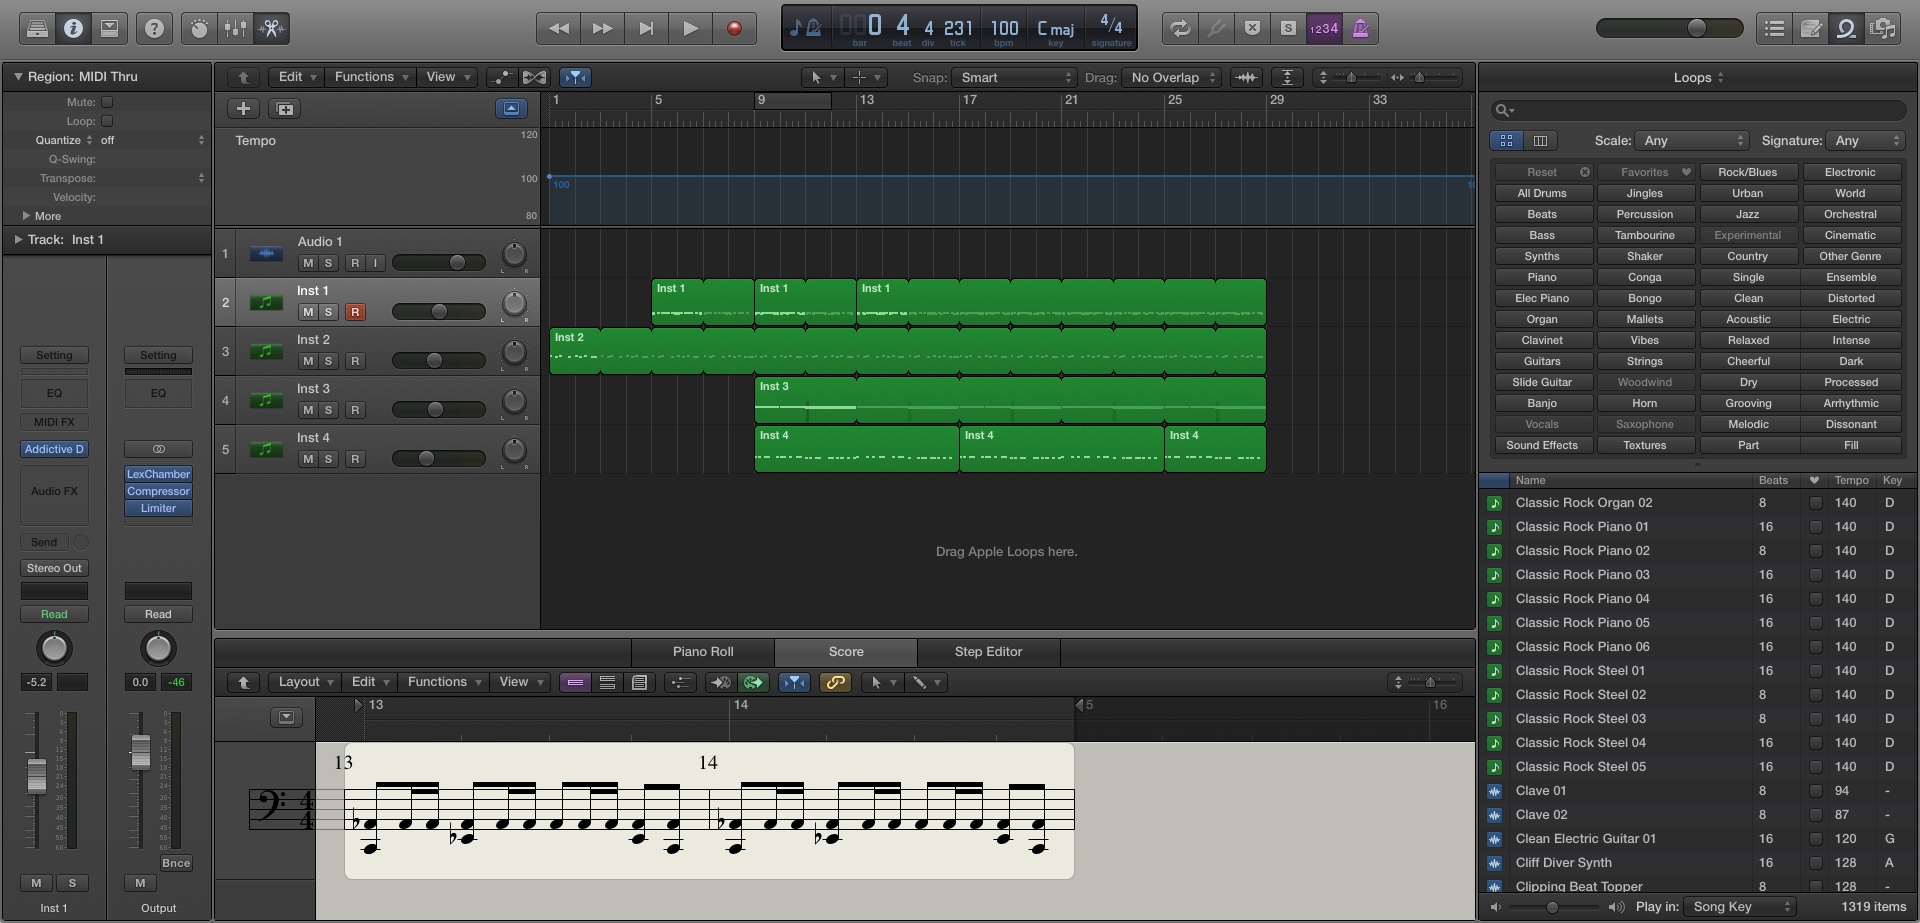 0 4 4 231 100 C maj 4/4
bar beat div tick bpm key signature
S 1234
Region: MIDI Thru
Mute:
Loop:
Quantize off
Q-Swing:
Transpose:
Velocity:
More
Track: Inst 1
Setting Setting
EQ EQ
MIDI FX
Addictive D
Audio FX
LexChamber
Compressor
Limiter
Send
Stereo Out
Read Read
-5.2 0.0 -46
Bnce
M S M
Inst 1 Output
Edit Functions View
Snap: Smart Drag: No Overlap
1 5 9 13 17 21 25 29 33
Tempo
120
100
80
100
1 Audio 1
M S R I
2 Inst 1
M S R
3 Inst 2
M S R
4 Inst 3
M S R
5 Inst 4
M S R
Inst 1 Inst 1 Inst 1
Inst 2
Inst 3
Inst 4 Inst 4 Inst 4
Drag Apple Loops here.
Piano Roll Score Step Editor
Layout Edit Functions View
13 14 5 16
13 14
4
4
Loops
Scale: Any Signature: Any
Reset Favorites Rock/Blues Electronic
All Drums Jingles Urban World
Beats Percussion Jazz Orchestral
Bass Tambourine Experimental Cinematic
Synths Shaker Country Other Genre
Piano Conga Single Ensemble
Elec Piano Bongo Clean Distorted
Organ Mallets Acoustic Electric
Clavinet Vibes Relaxed Intense
Guitars Strings Cheerful Dark
Slide Guitar Woodwind Dry Processed
Banjo Horn Grooving Arrhythmic
Vocals Saxophone Melodic Dissonant
Sound Effects Textures Part Fill
Name Beats Tempo Key
Classic Rock Organ 02 8 140 D
Classic Rock Piano 01 16 140 D
Classic Rock Piano 02 8 140 D
Classic Rock Piano 03 16 140 D
Classic Rock Piano 04 16 140 D
Classic Rock Piano 05 16 140 D
Classic Rock Piano 06 16 140 D
Classic Rock Steel 01 16 140 D
Classic Rock Steel 02 8 140 D
Classic Rock Steel 03 8 140 D
Classic Rock Steel 04 16 140 D
Classic Rock Steel 05 16 140 D
Clave 01 8 94 -
Clave 02 8 87 -
Clean Electric Guitar 01 16 120 G
Cliff Diver Synth 16 128 A
Clipping Beat Topper 8 128 -
Play in: Song Key 1319 items